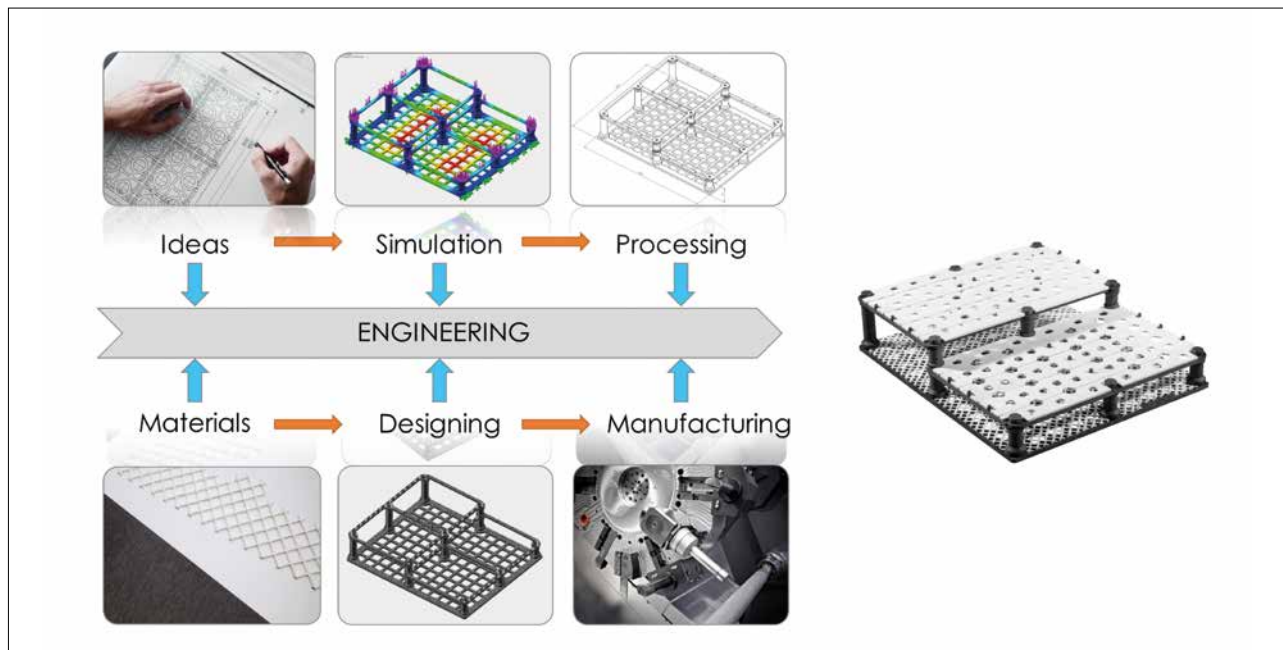 Ideas
Simulation
Processing
ENGINEERING
Materials
Designing
Manufacturing